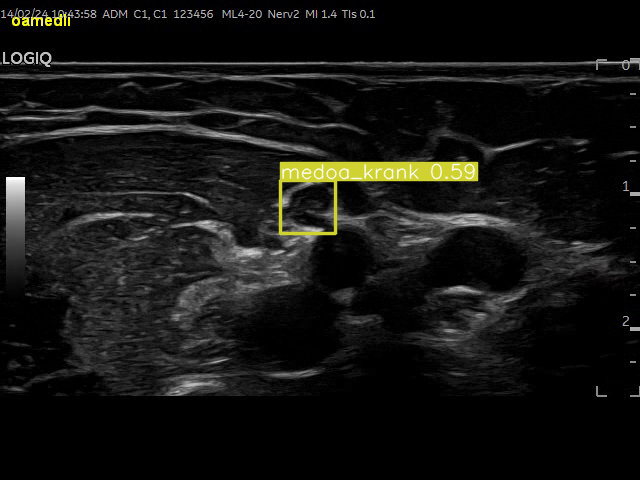 14/02/24 10:43:58 ADM C1, C1 123456 ML4-20 Nerv2 MI 1.4 TIs 0.1
oamedli
LOGIQ
0
medoa_krank 0.59
1
2